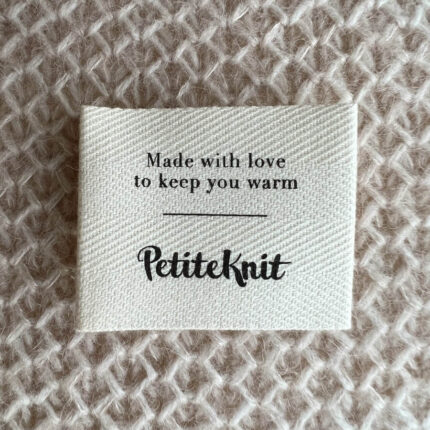 Made with love
to keep you warm
PetiteKnit